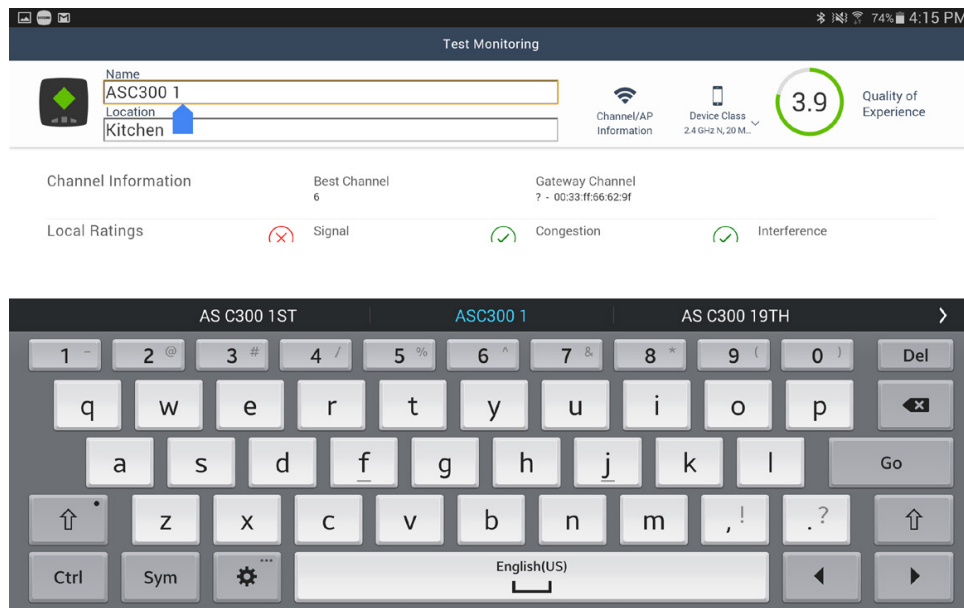 74% 4:15 PM
Test Monitoring
Name
ASC300 1
Location
Kitchen
Channel/AP
Information
Device Class
2.4 GHz N, 20 M...
3.9
Quality of
Experience
Channel Information
Best Channel
6
Gateway Channel
? - 00:33:ff:66:62:9f
Local Ratings
Signal
Congestion
Interference
AS C300 1ST
ASC300 1
AS C300 19TH
1 - 2 @ 3 # 4 / 5 % 6 ^ 7 & 8 * 9 ( 0 ) Del
q w e r t y u i o p
a s d f g h j k l Go
z x c v b n m , ! . ?
Ctrl Sym ... English(US)